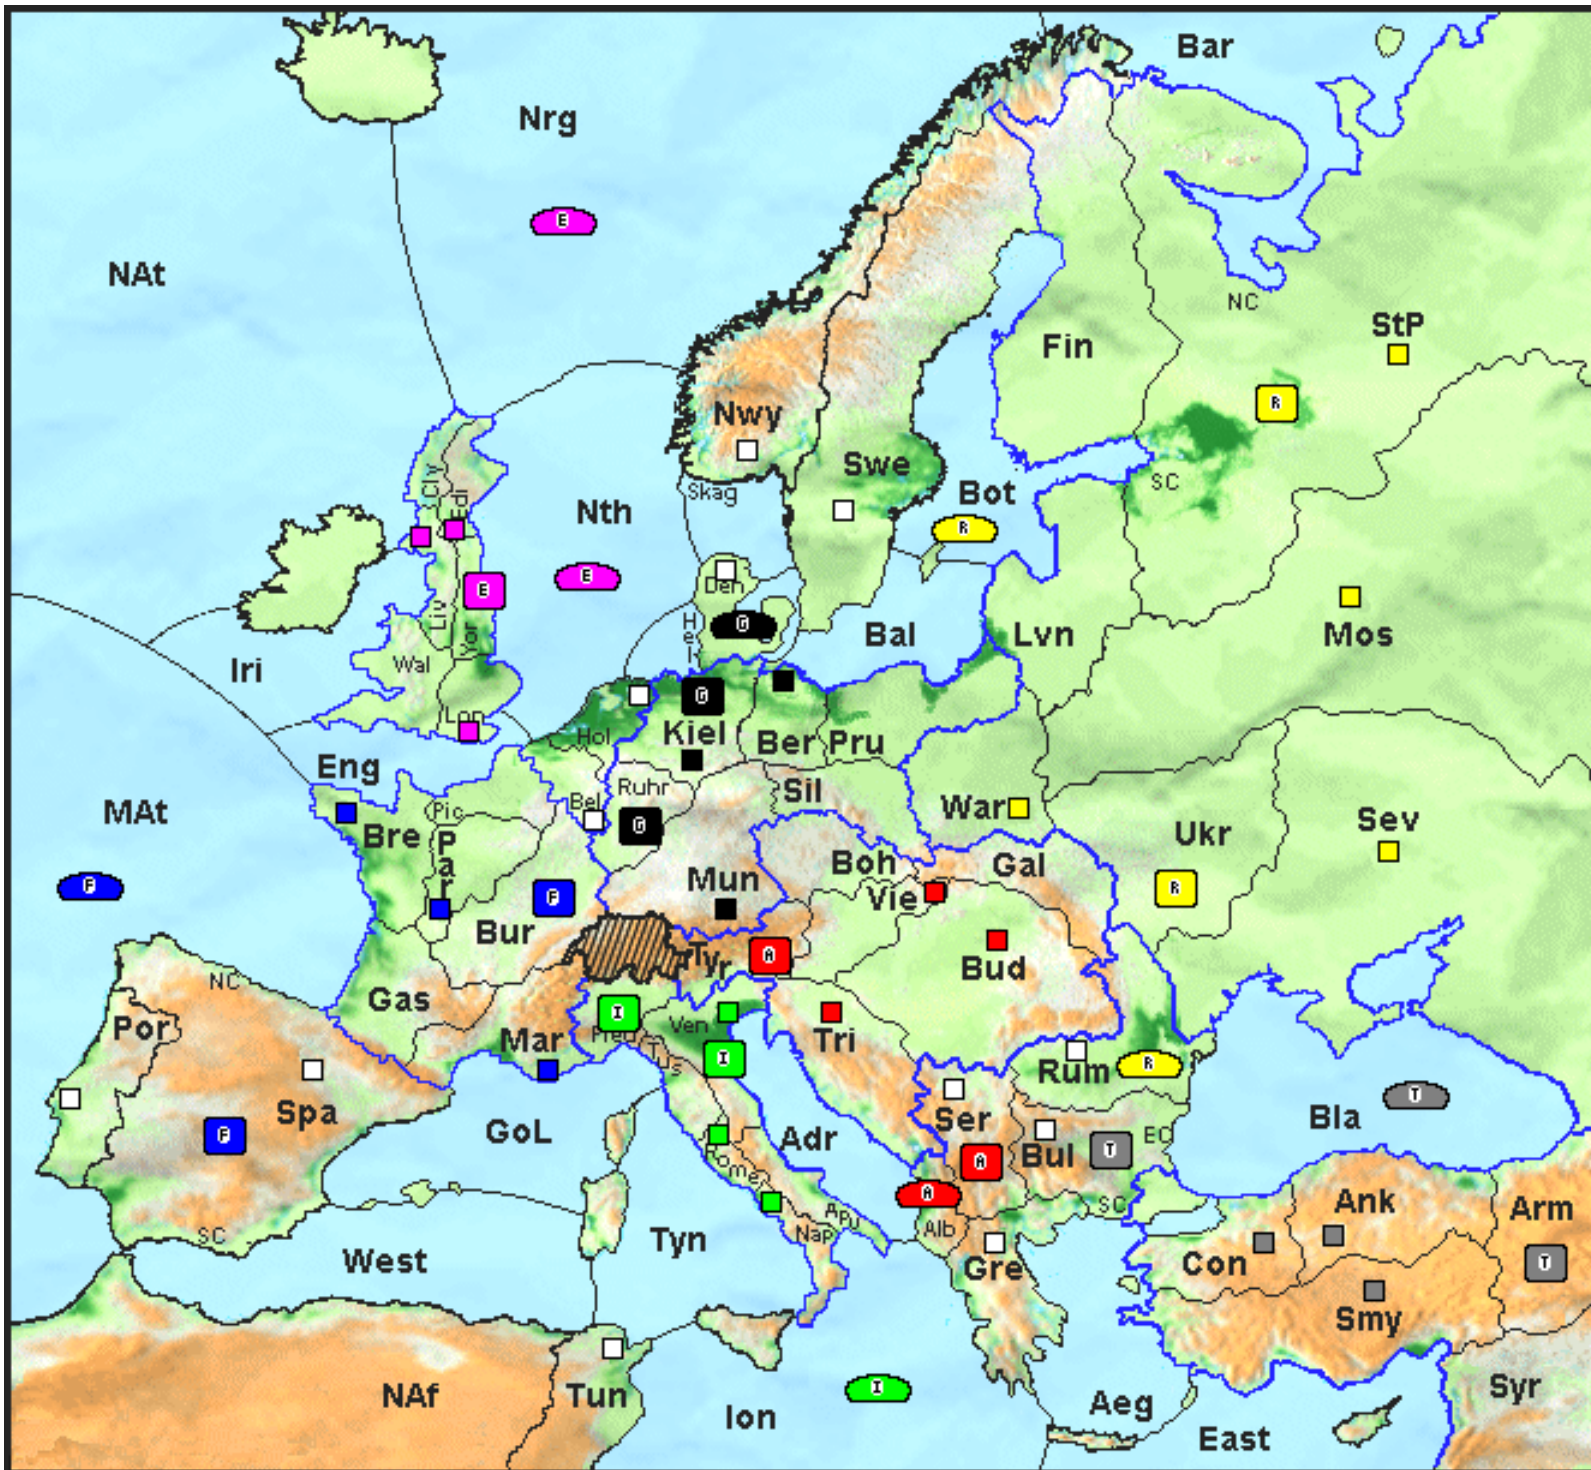 Bar
Nrg
NAt
NC
StP
Fin
Nwy
R
E
Swe
SC
Skag
Bot
Cly
Edi
Nth
R
E
E
Den
Hel
G
Bal
Lvn
Mos
Liv
Yor
Wal
Iri
G
Lon
Hol
Kiel
Ber
Pru
Eng
Ruhr
Sil
Bel
War
MAt
Pic
Bre
Par
G
Ukr
Sev
Boh
Gal
F
Mun
Vie
R
F
Bur
Tyr
A
Bud
NC
Gas
Por
I
Pied
Ven
Tri
Mar
Tus
I
Rum
R
Spa
GoL
Ser
Bla
T
F
Adr
Bul
T
EC
Rome
A
A
SC
Ank
Arm
SC
West
Tyn
Apu
Nap
Alb
Gre
Con
T
Smy
NAf
Tun
I
Ion
Aeg
Syr
East